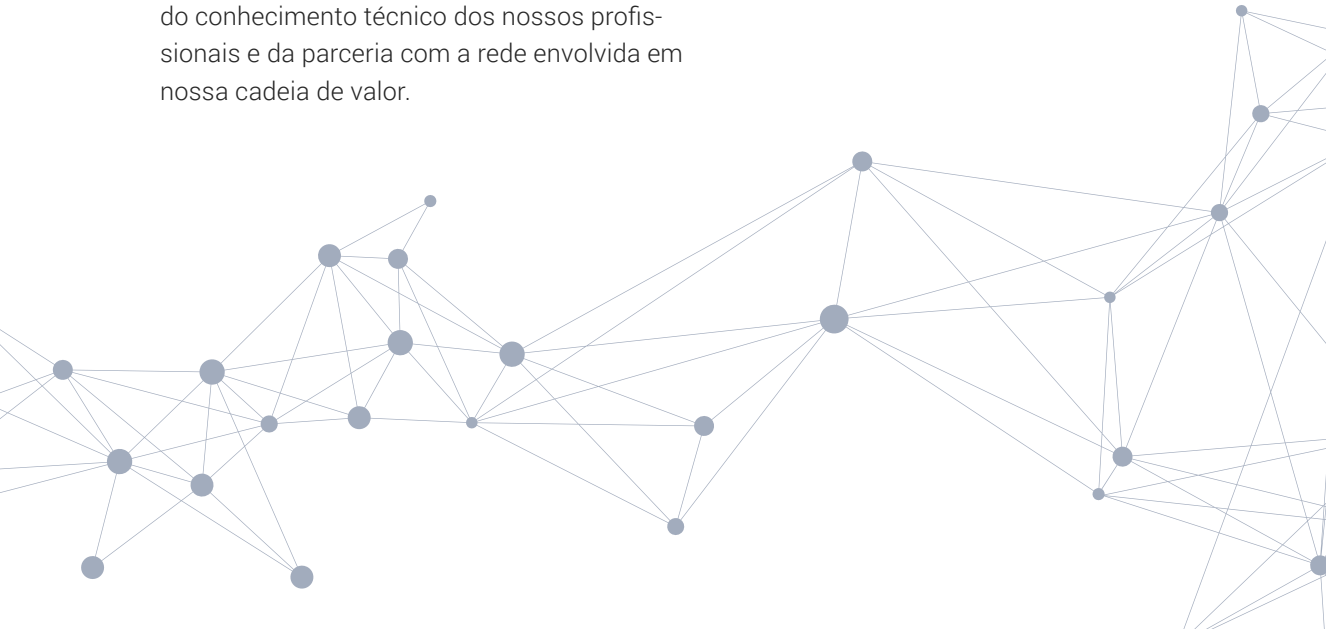 do conhecimento técnico dos nossos profis-
sionais e da parceria com a rede envolvida em
nossa cadeia de valor.